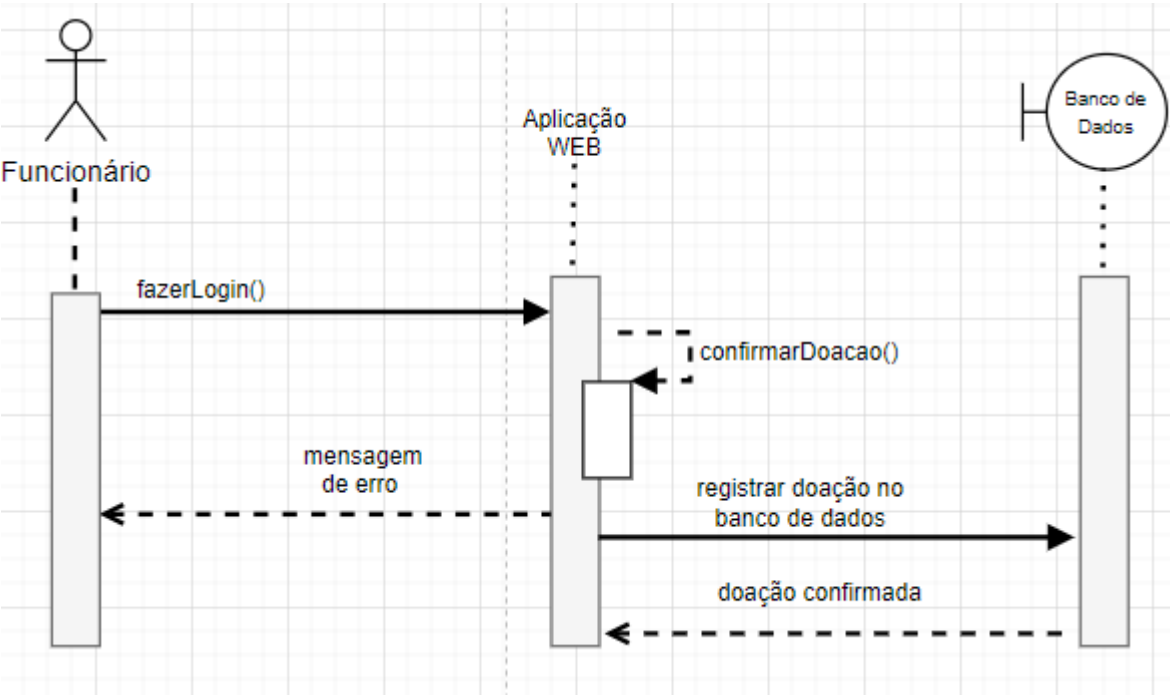 Funcionário
Aplicação
WEB
Banco de
Dados
fazerLogin()
confirmarDoacao()
mensagem
de erro
registrar doação no
banco de dados
doação confirmada